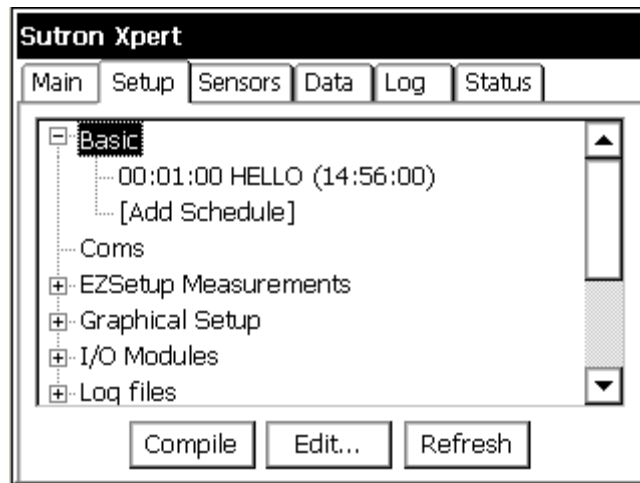 Sutron Xpert
Main Setup Sensors Data Log Status
Basic
00:01:00 HELLO (14:56:00)
[Add Schedule]
Coms
EZSetup Measurements
Graphical Setup
I/O Modules
Log files
Compile Edit... Refresh